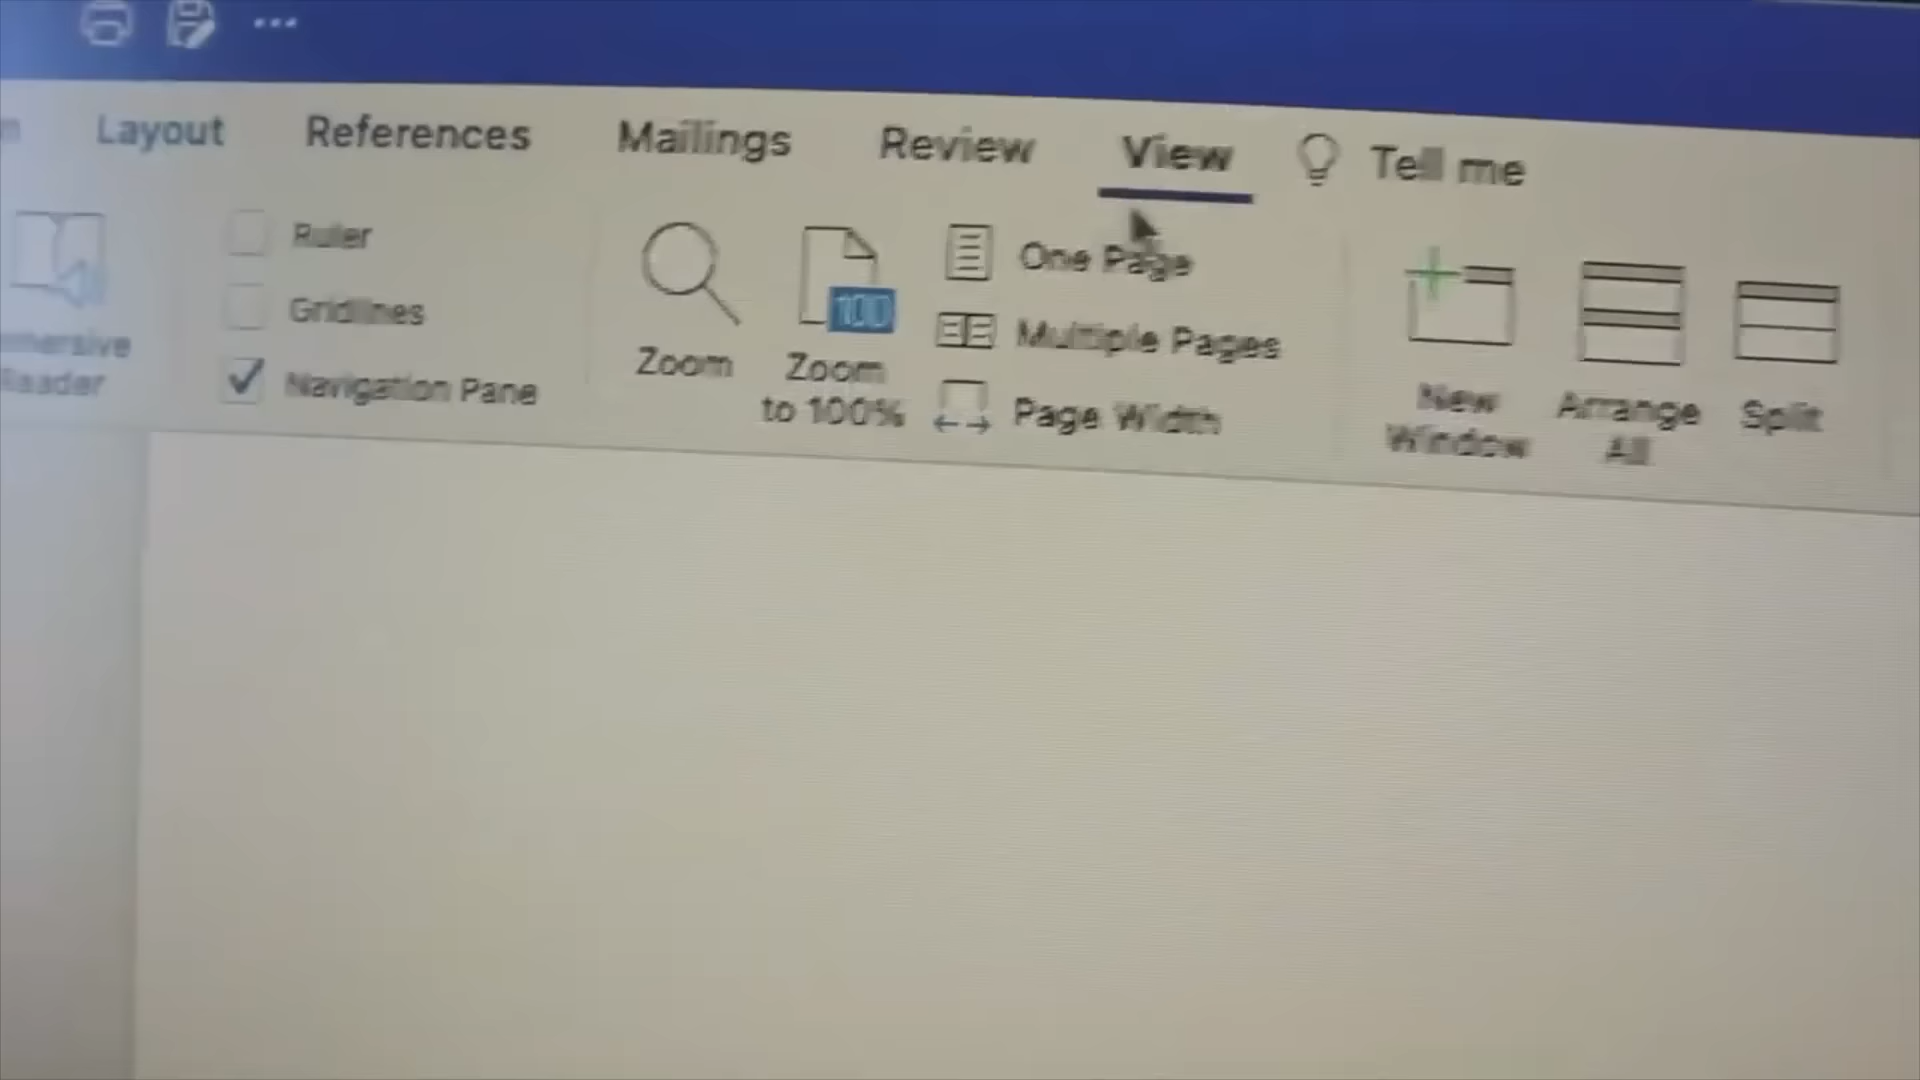 Layout References Mailings Review View Tell me
Ruler
Gridlines
Navigation Pane
Reader
Zoom
Zoom
to 100%
100
One Page
Multiple Pages
Page Width
New
Window
Arrange
All
Split